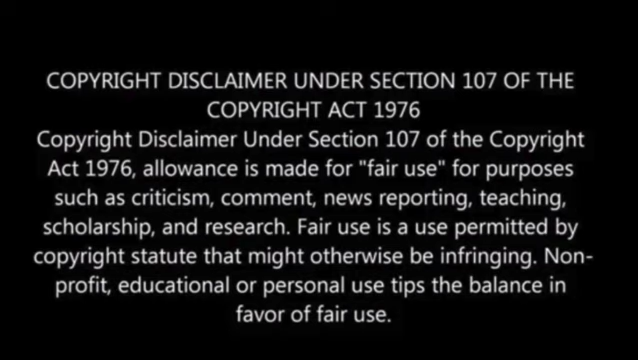 COPYRIGHT DISCLAIMER UNDER SECTION 107 OF THE
COPYRIGHT ACT 1976
Copyright Disclaimer Under Section 107 of the Copyright
Act 1976, allowance is made for "fair use" for purposes
such as criticism, comment, news reporting, teaching,
scholarship, and research. Fair use is a use permitted by
copyright statute that might otherwise be infringing. Non-
profit, educational or personal use tips the balance in
favor of fair use.